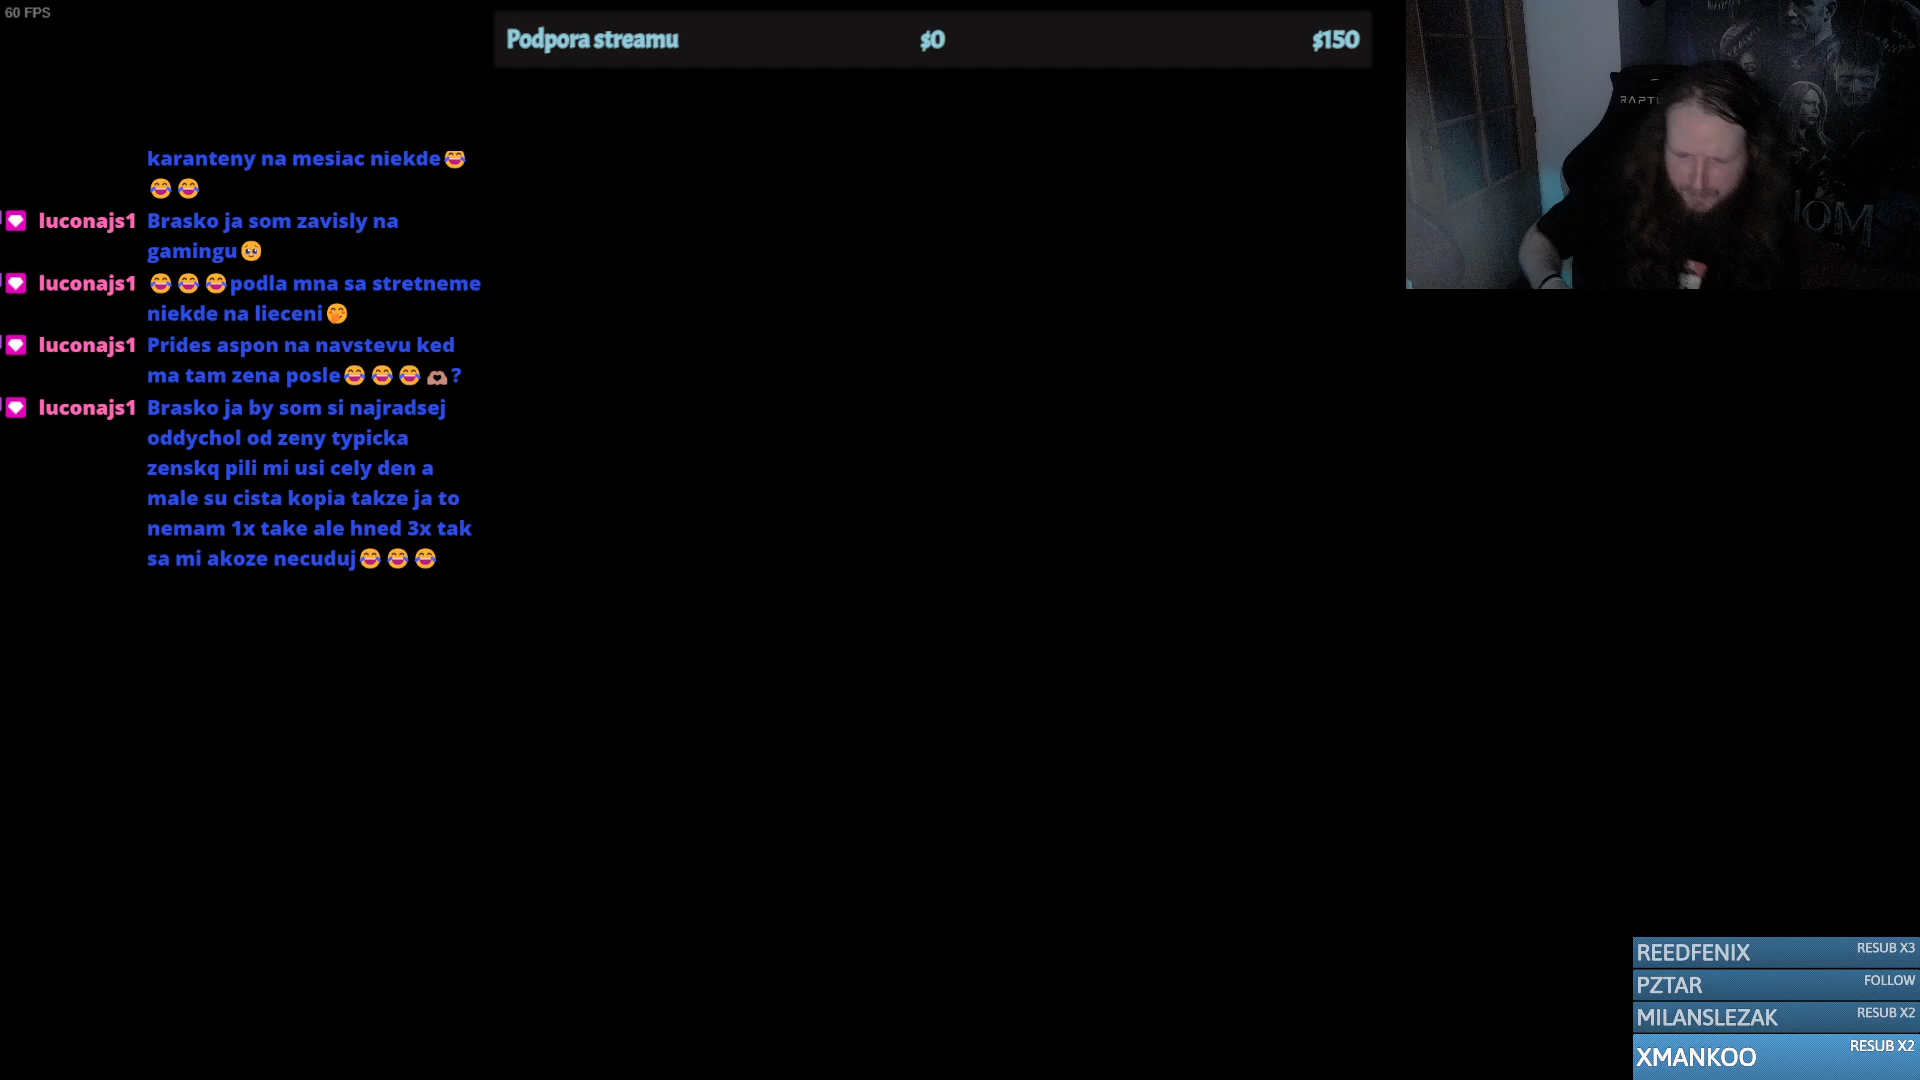 60 FPS
Podpora streamu $0 $150
karanteny na mesiac niekde😂
😂😂
luconajs1 Brasko ja som zavisly na
gamingu🥹
luconajs1 😂😂😂podla mna sa stretneme
niekde na lieceni🤭
luconajs1 Prides aspon na navstevu ked
ma tam zena posle😂😂😂🫶🏽?
luconajs1 Brasko ja by som si najradsej
oddychol od zeny typicka
zenskq pili mi usi cely den a
male su cista kopia takze ja to
nemam 1x take ale hned 3x tak
sa mi akoze necuduj😂😂😂
REEDFENIX RESUB X3
PZTAR FOLLOW
MILANSLEZAK RESUB X2
XMANKOO RESUB X2